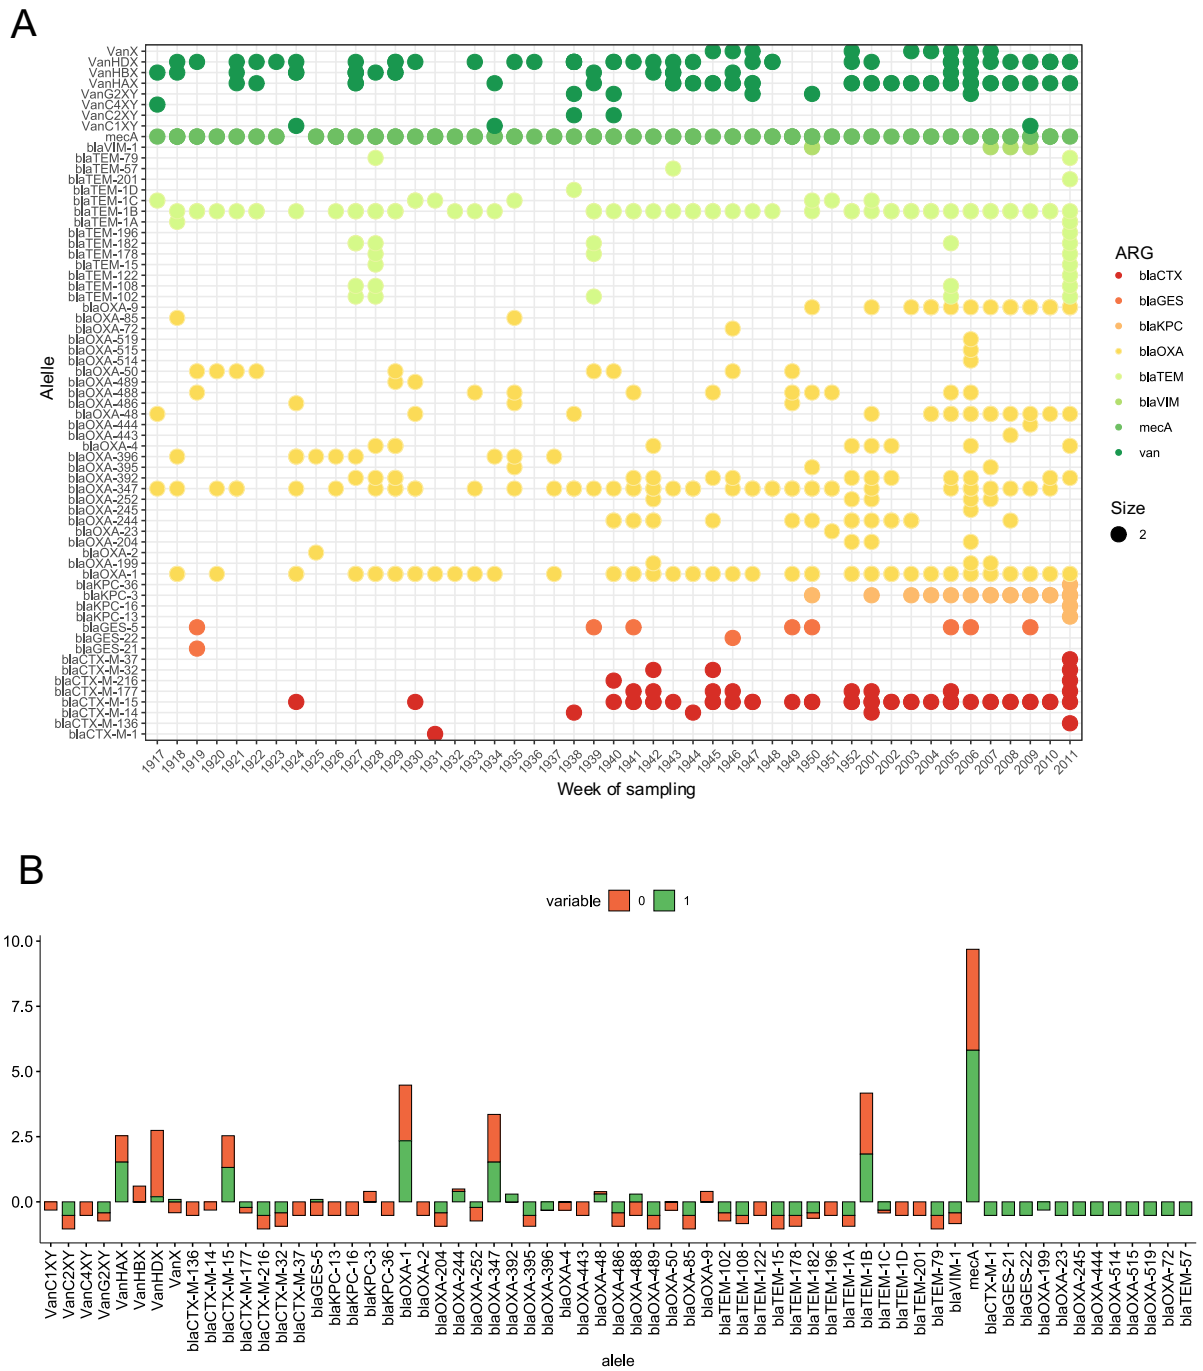 A
VanX
VanHDX
VanHBX
VanHAX
VanG2XY
VanC4XY
VanC2XY
VanC1XY
mecA
blaVIM-1
blaTEM-79
blaTEM-57
blaTEM-201
blaTEM-1D
blaTEM-1C
blaTEM-1B
blaTEM-1A
blaTEM-196
blaTEM-182
blaTEM-178
blaTEM-15
blaTEM-122
blaTEM-108
blaTEM-102
blaOXA-9
blaOXA-85
blaOXA-72
blaOXA-519
blaOXA-515
blaOXA-514
blaOXA-50
blaOXA-489
blaOXA-488
blaOXA-486
blaOXA-48
blaOXA-444
blaOXA-443
blaOXA-4
blaOXA-396
blaOXA-395
blaOXA-392
blaOXA-347
blaOXA-252
blaOXA-245
blaOXA-244
blaOXA-23
blaOXA-204
blaOXA-2
blaOXA-199
blaOXA-1
blaKPC-36
blaKPC-3
blaKPC-16
blaKPC-13
blaGES-5
blaGES-22
blaGES-21
blaCTX-M-37
blaCTX-M-32
blaCTX-M-216
blaCTX-M-177
blaCTX-M-15
blaCTX-M-14
blaCTX-M-136
blaCTX-M-1
Alelle
1917 1918 1919 1920 1921 1922 1923 1924 1925 1926 1927 1928 1929 1930 1931 1932 1933 1934 1935 1936 1937 1938 1939 1940 1941 1942 1943 1944 1945 1946 1947 1948 1949 1950 1951 1952 2001 2002 2003 2004 2005 2006 2007 2008 2009 2010 2011
Week of sampling
ARG
blaCTX
blaGES
blaKPC
blaOXA
blaTEM
blaVIM
mecA
van
Size
2
B
variable 0 1
10.0
7.5
5.0
2.5
0.0
VanC1XY VanC2XY VanC4XY VanG2XY VanHAX VanHBX VanHDX VanX blaCTX-M-136 blaCTX-M-14 blaCTX-M-15 blaCTX-M-177 blaCTX-M-216 blaCTX-M-32 blaCTX-M-37 blaGES-5 blaKPC-13 blaKPC-16 blaKPC-3 blaKPC-36 blaOXA-1 blaOXA-2 blaOXA-204 blaOXA-244 blaOXA-252 blaOXA-347 blaOXA-392 blaOXA-395 blaOXA-396 blaOXA-4 blaOXA-443 blaOXA-48 blaOXA-486 blaOXA-488 blaOXA-489 blaOXA-50 blaOXA-85 blaOXA-9 blaTEM-102 blaTEM-108 blaTEM-122 blaTEM-15 blaTEM-178 blaTEM-182 blaTEM-196 blaTEM-1A blaTEM-1B blaTEM-1C blaTEM-1D blaTEM-201 blaTEM-79 blaVIM-1 mecA blaCTX-M-1 blaGES-21 blaGES-22 blaOXA-199 blaOXA-23 blaOXA-245 blaOXA-444 blaOXA-514 blaOXA-515 blaOXA-519 blaOXA-72 blaTEM-57
alele